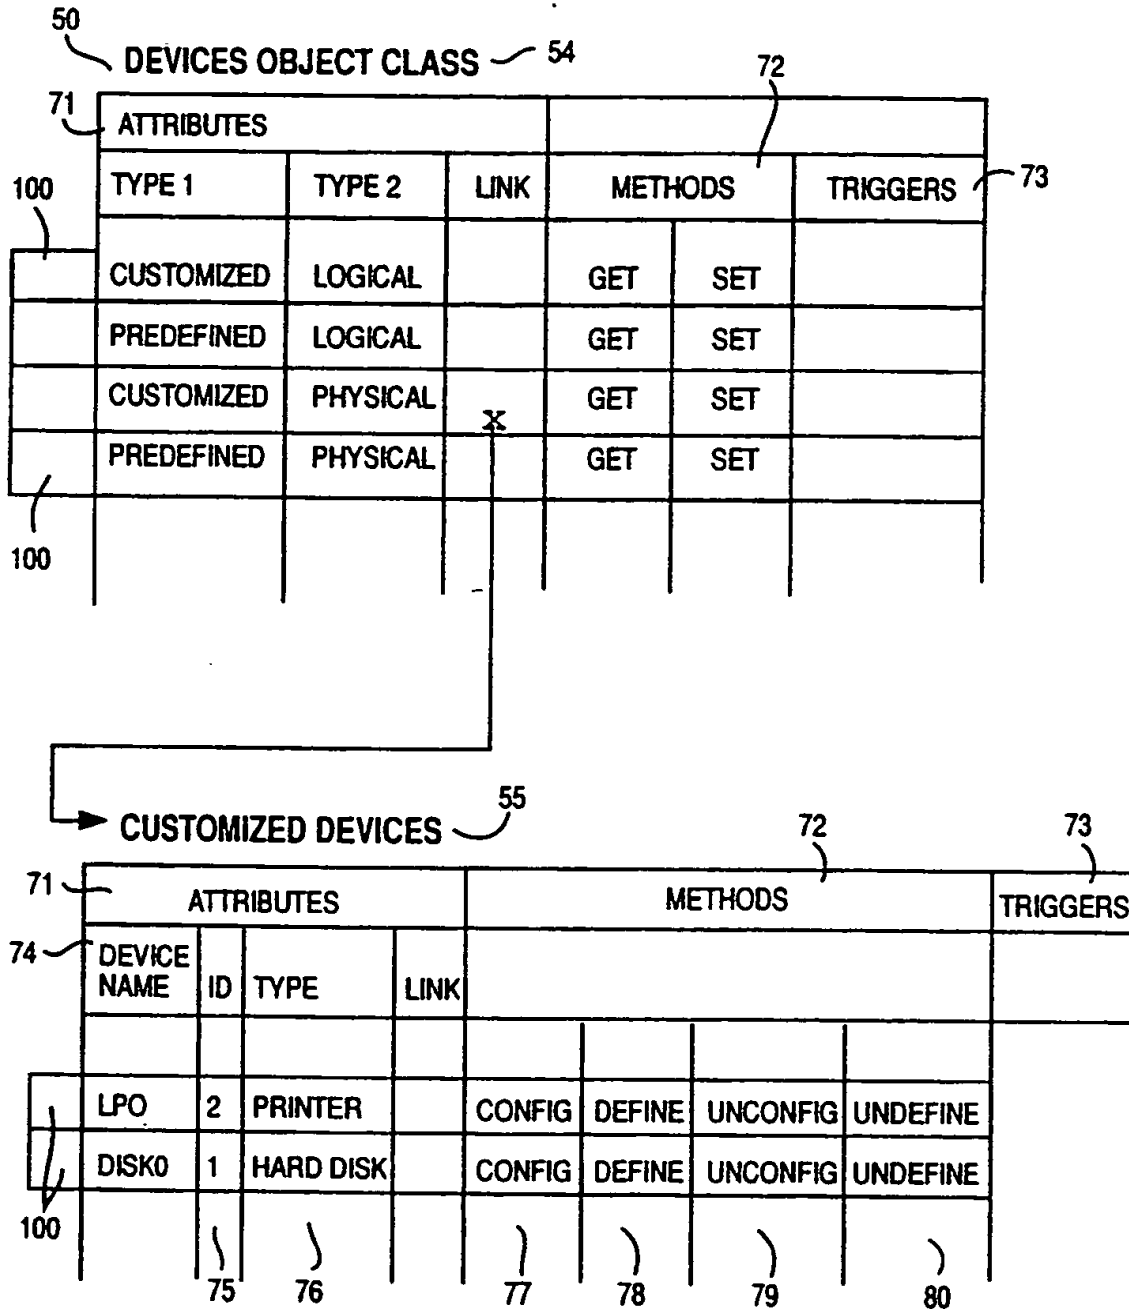 50
DEVICES OBJECT CLASS 54
72
71 ATTRIBUTES
TYPE 1 TYPE 2 LINK METHODS TRIGGERS 73
100
CUSTOMIZED LOGICAL GET SET
PREDEFINED LOGICAL GET SET
CUSTOMIZED PHYSICAL X GET SET
PREDEFINED PHYSICAL GET SET
100
CUSTOMIZED DEVICES 55
72 73
71 ATTRIBUTES METHODS TRIGGERS
74 DEVICE
NAME ID TYPE LINK
LPO 2 PRINTER CONFIG DEFINE UNCONFIG UNDEFINE
DISK0 1 HARD DISK CONFIG DEFINE UNCONFIG UNDEFINE
100
75 76 77 78 79 80